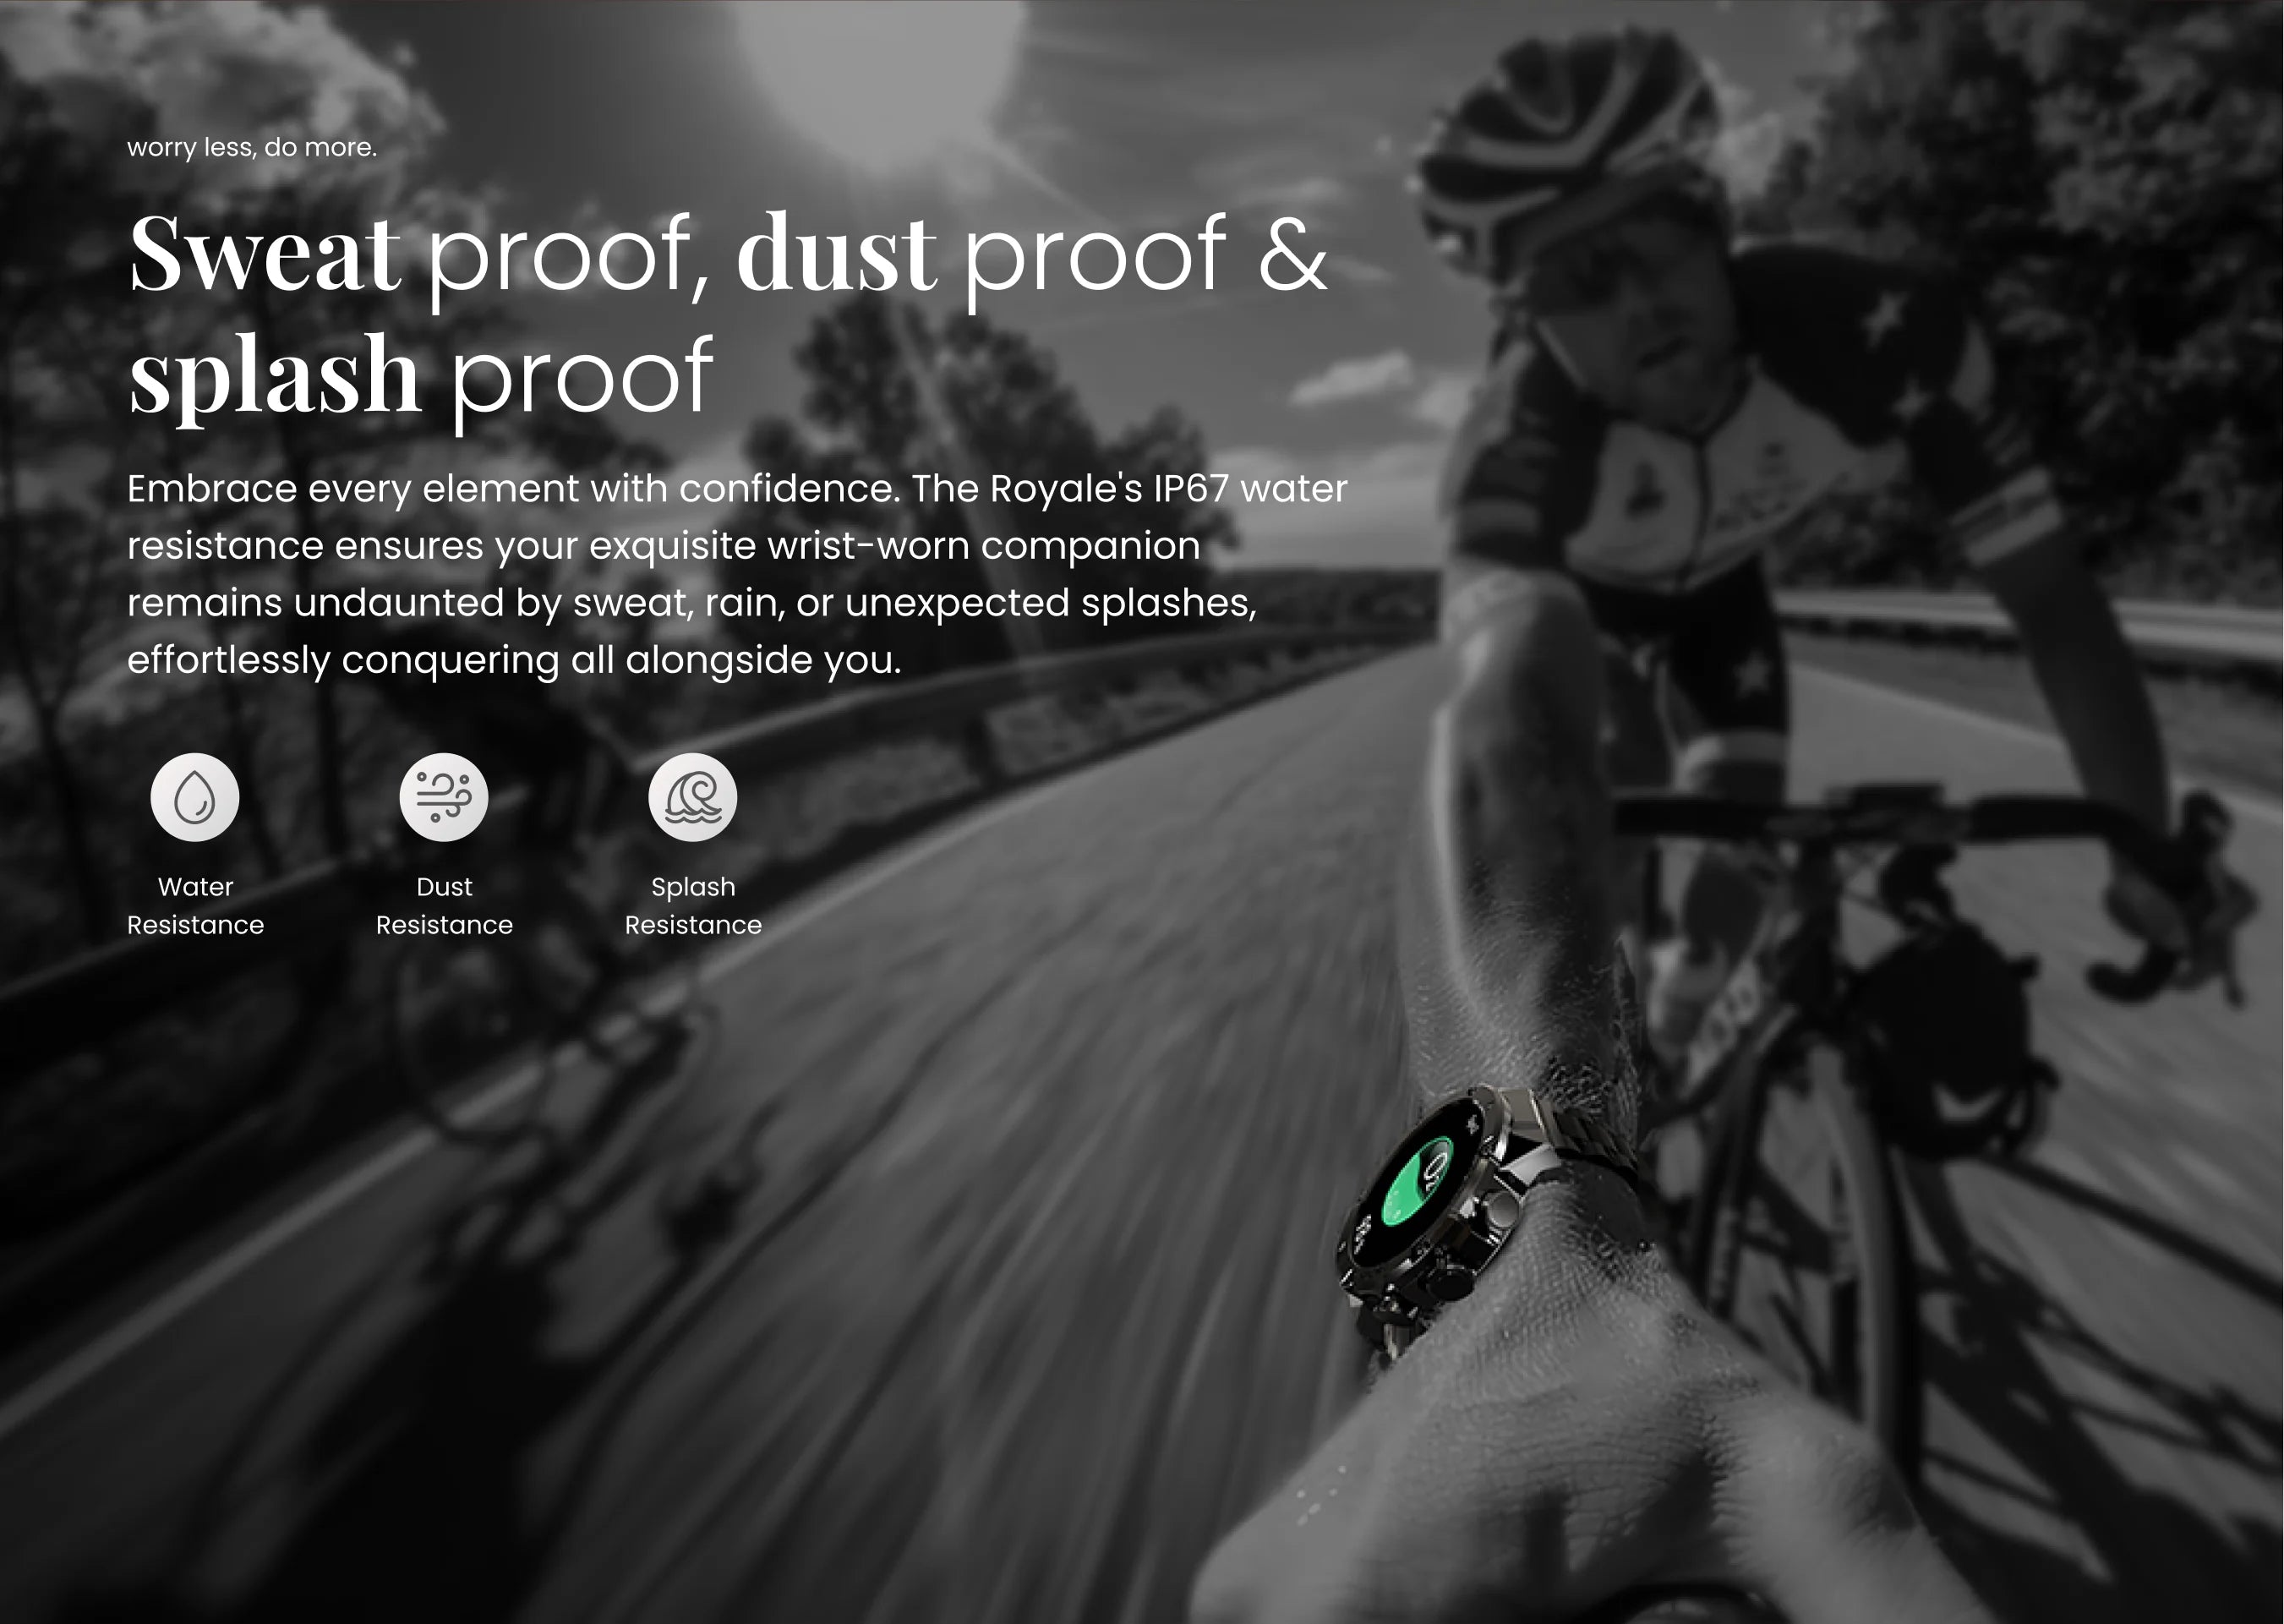 worry less, do more.
Sweat proof, dust proof &
splash proof
Embrace every element with confidence. The Royale's IP67 water
resistance ensures your exquisite wrist-worn companion
remains undaunted by sweat, rain, or unexpected splashes,
effortlessly conquering all alongside you.
Water
Resistance
Dust
Resistance
Splash
Resistance